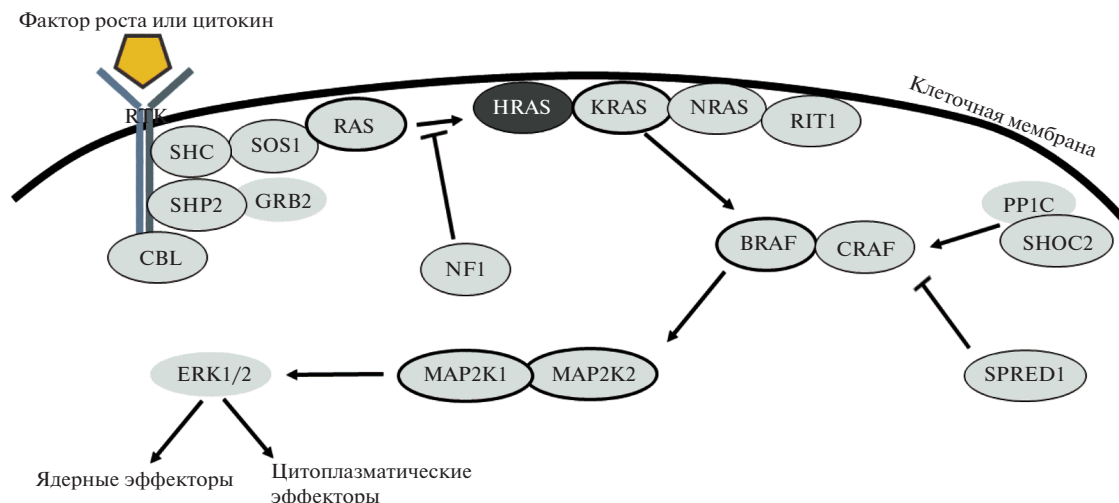 Фактор роста или цитокин
RTK
SHC
SOS1
RAS
SHP2
GRB2
CBL
HRAS
KRAS
NRAS
RIT1
Клеточная мембрана
NF1
BRAF
CRAF
PP1C
SHOC2
SPRED1
MAP2K1
MAP2K2
ERK1/2
Ядерные эффекторы
Цитоплазматические
эффекторы